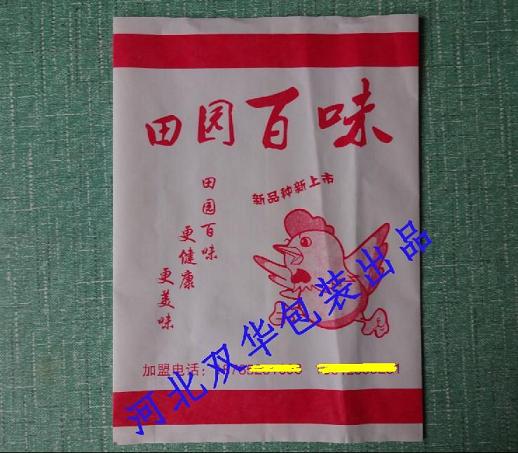 田园百味
新品种新上市
田园百味
更健康
更美味
加盟电话：
河北双华包装出品